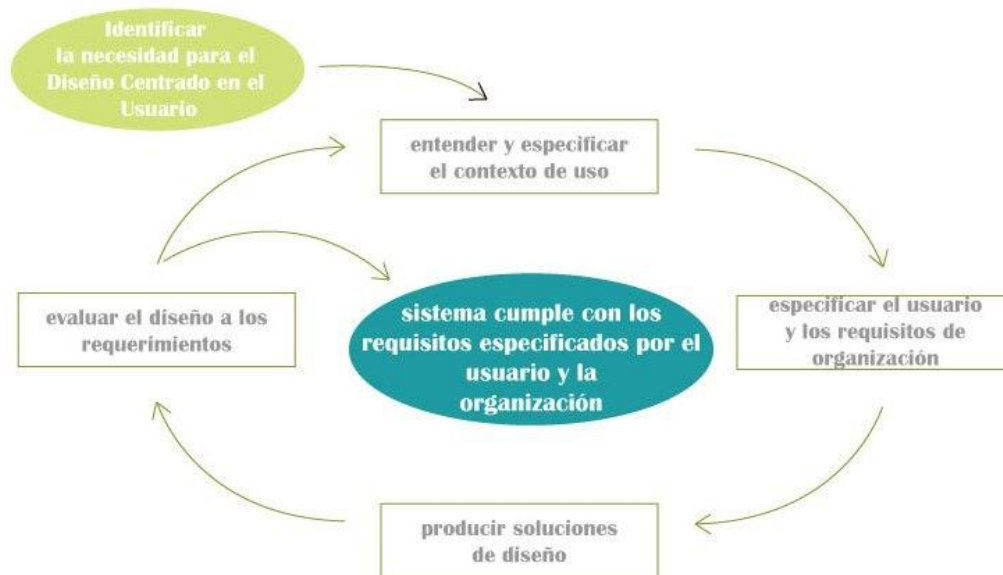 Identificar
la necesidad para el
Diseño Centrado en el
Usuario
entender y especificar
el contexto de uso
especificar el usuario
y los requisitos de
organización
producir soluciones
de diseño
evaluar el diseño a los
requerimientos
sistema cumple con los
requisitos especificados por el
usuario y la
organización